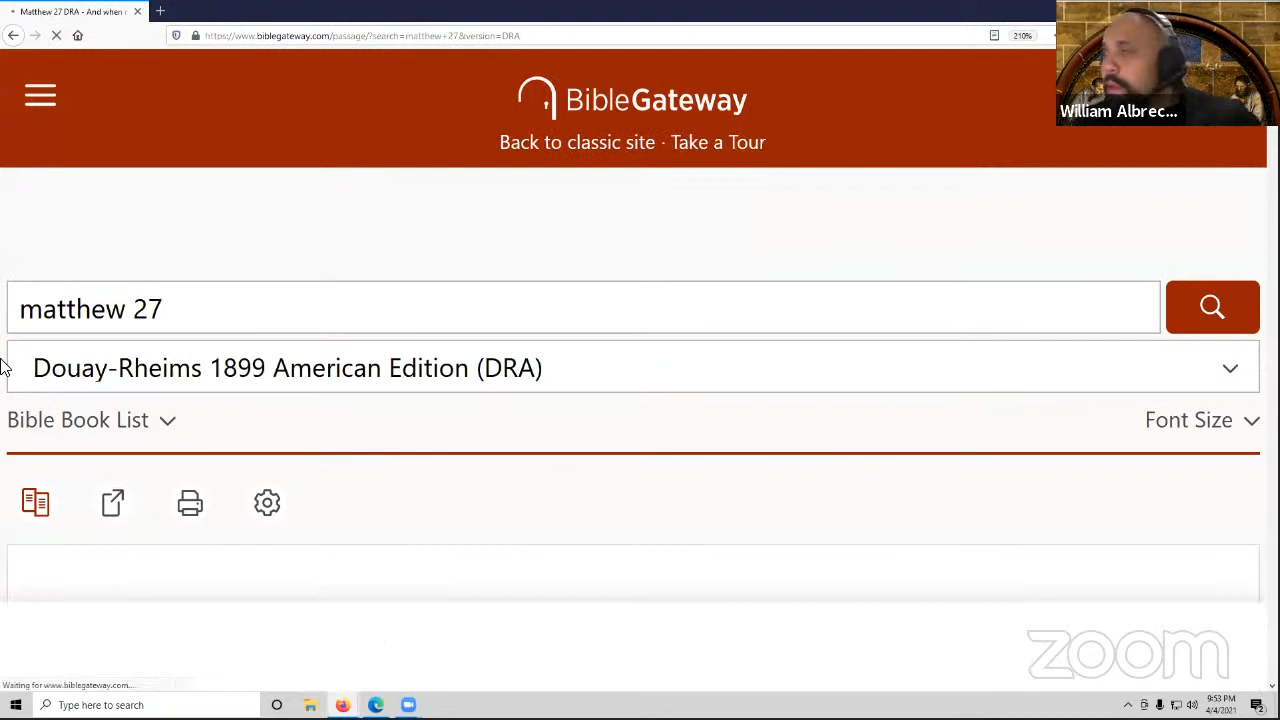 Matthew 27 DRA - And when
https://www.biblegateway.com/passage/?search=matthew+27&version=DRA
210%
BibleGateway
Back to classic site · Take a Tour
William Albrec...
matthew 27
Douay-Rheims 1899 American Edition (DRA)
Bible Book List
Font Size
zoom
Waiting for www.biblegateway.com...
Type here to search
9:53 PM
4/4/2021
2